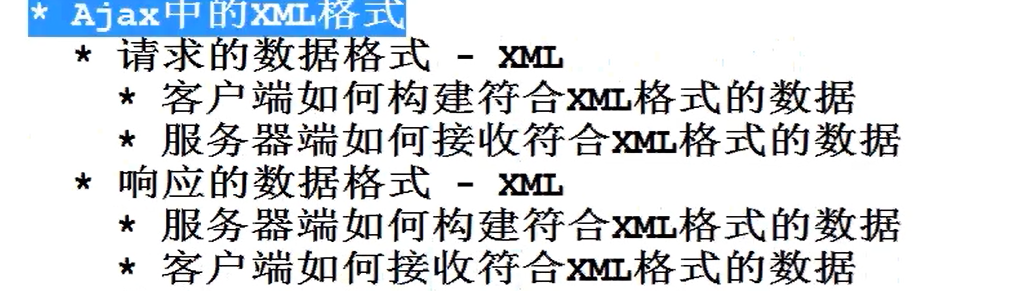 * Ajax中的XML格式
* 请求的数据格式 - XML
* 客户端如何构建符合XML格式的数据
* 服务器端如何接收符合XML格式的数据
* 响应的数据格式 - XML
* 服务器端如何构建符合XML格式的数据
* 客户端如何接收符合XML格式的数据